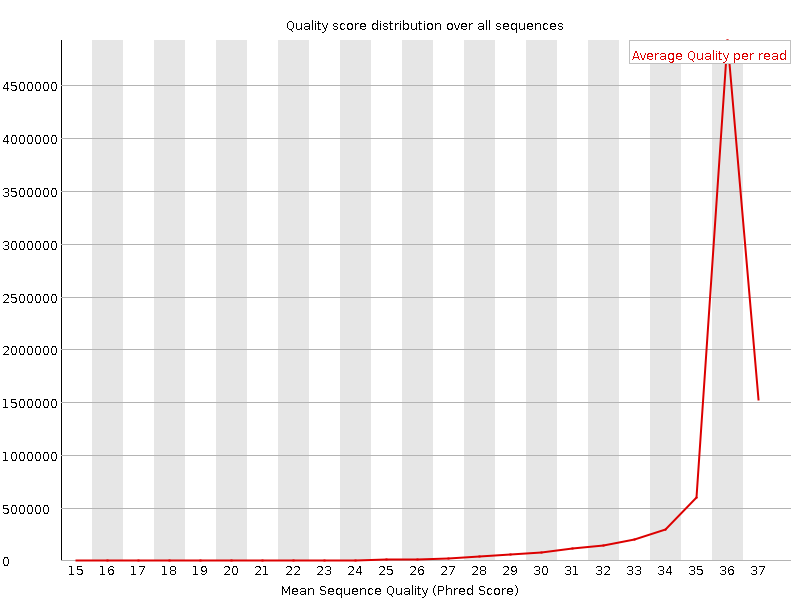 Quality score distribution over all sequences
Average Quality per read
4500000
4000000
3500000
3000000
2500000
2000000
1500000
1000000
500000
0
15 16 17 18 19 20 21 22 23 24 25 26 27 28 29 30 31 32 33 34 35 36 37
Mean Sequence Quality (Phred Score)